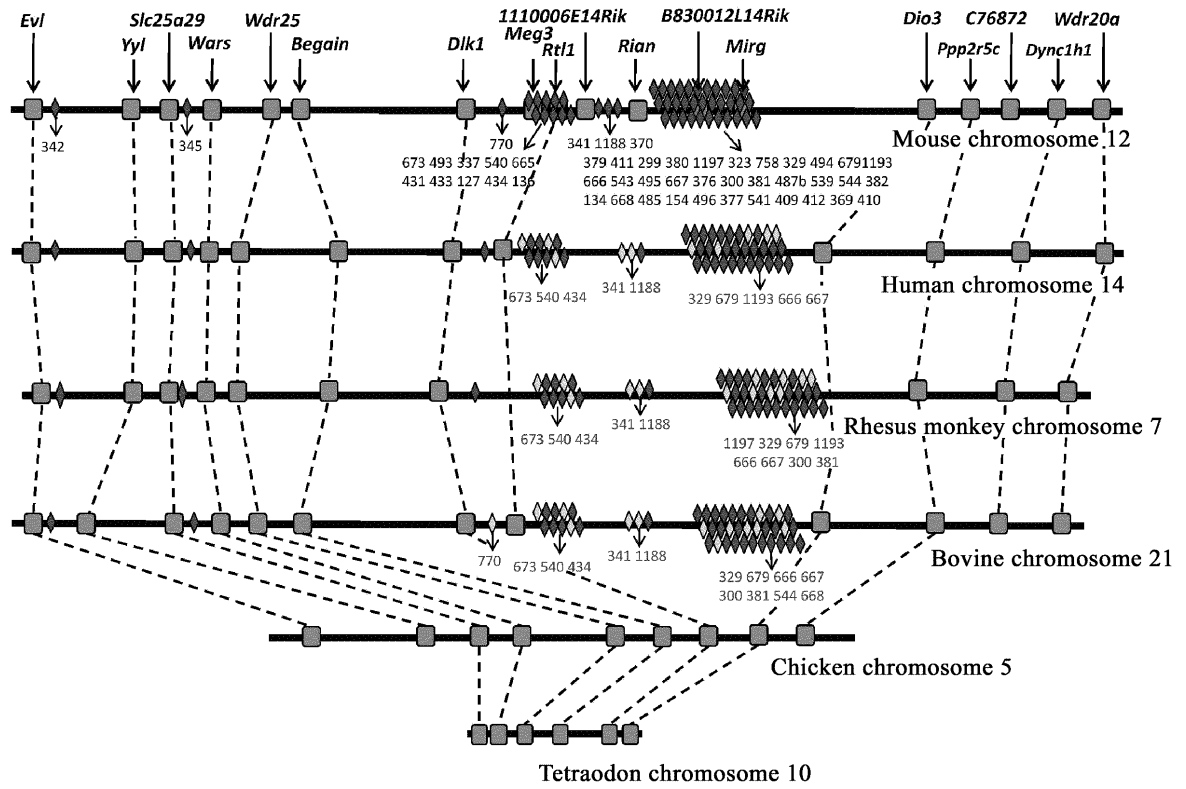 Evl Slc25a29 Wdr25 1110006E14Rik B830012L14Rik Dio3 C76872 Wdr20a
Yyl Wars Begain Dlk1 Meg3 Rtl1 Rian Mirg Ppp2r5c Dync1h1
342 345 770 341 1188 370
Mouse chromosome 12
673 493 337 540 665
431 433 127 434 136
379 411 299 380 1197 323 758 329 494 6791193
666 543 495 667 376 300 381 487b 539 544 382
134 668 485 154 496 377 541 409 412 369 410
Human chromosome 14
673 540 434
341 1188
329 679 1193 666 667
Rhesus monkey chromosome 7
673 540 434
341 1188
1197 329 679 1193
666 667 300 381
Bovine chromosome 21
770
673 540 434
341 1188
329 679 666 667
300 381 544 668
Chicken chromosome 5
Tetraodon chromosome 10